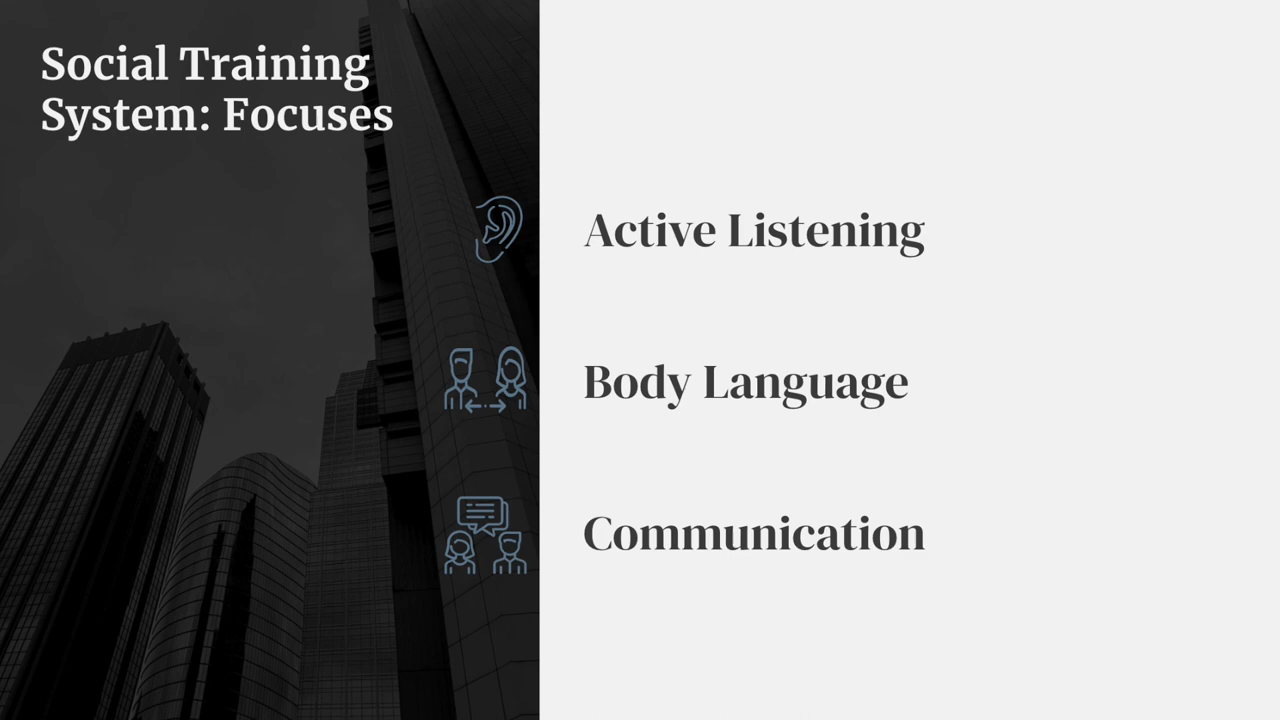 Social Training
System: Focuses
Active Listening
Body Language
Communication